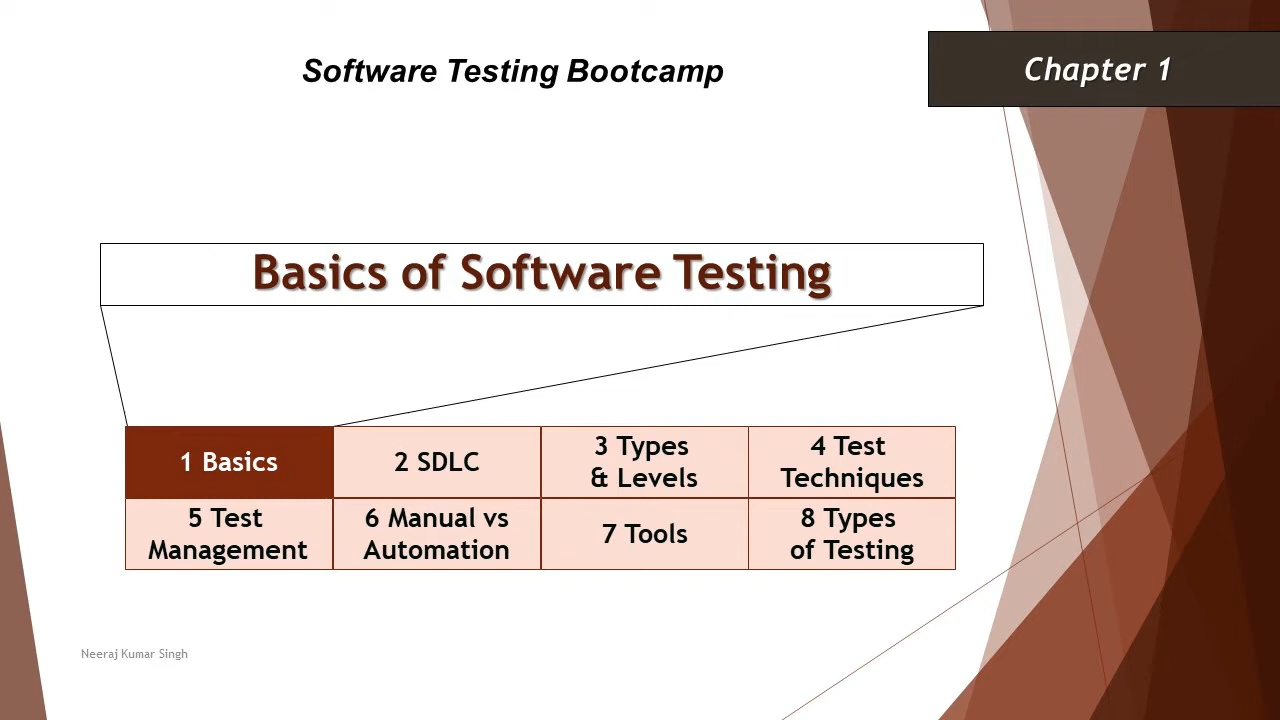 Software Testing Bootcamp
Chapter 1
Basics of Software Testing
1 Basics
2 SDLC
3 Types
& Levels
4 Test
Techniques
5 Test
Management
6 Manual vs
Automation
7 Tools
8 Types
of Testing
Neeraj Kumar Singh